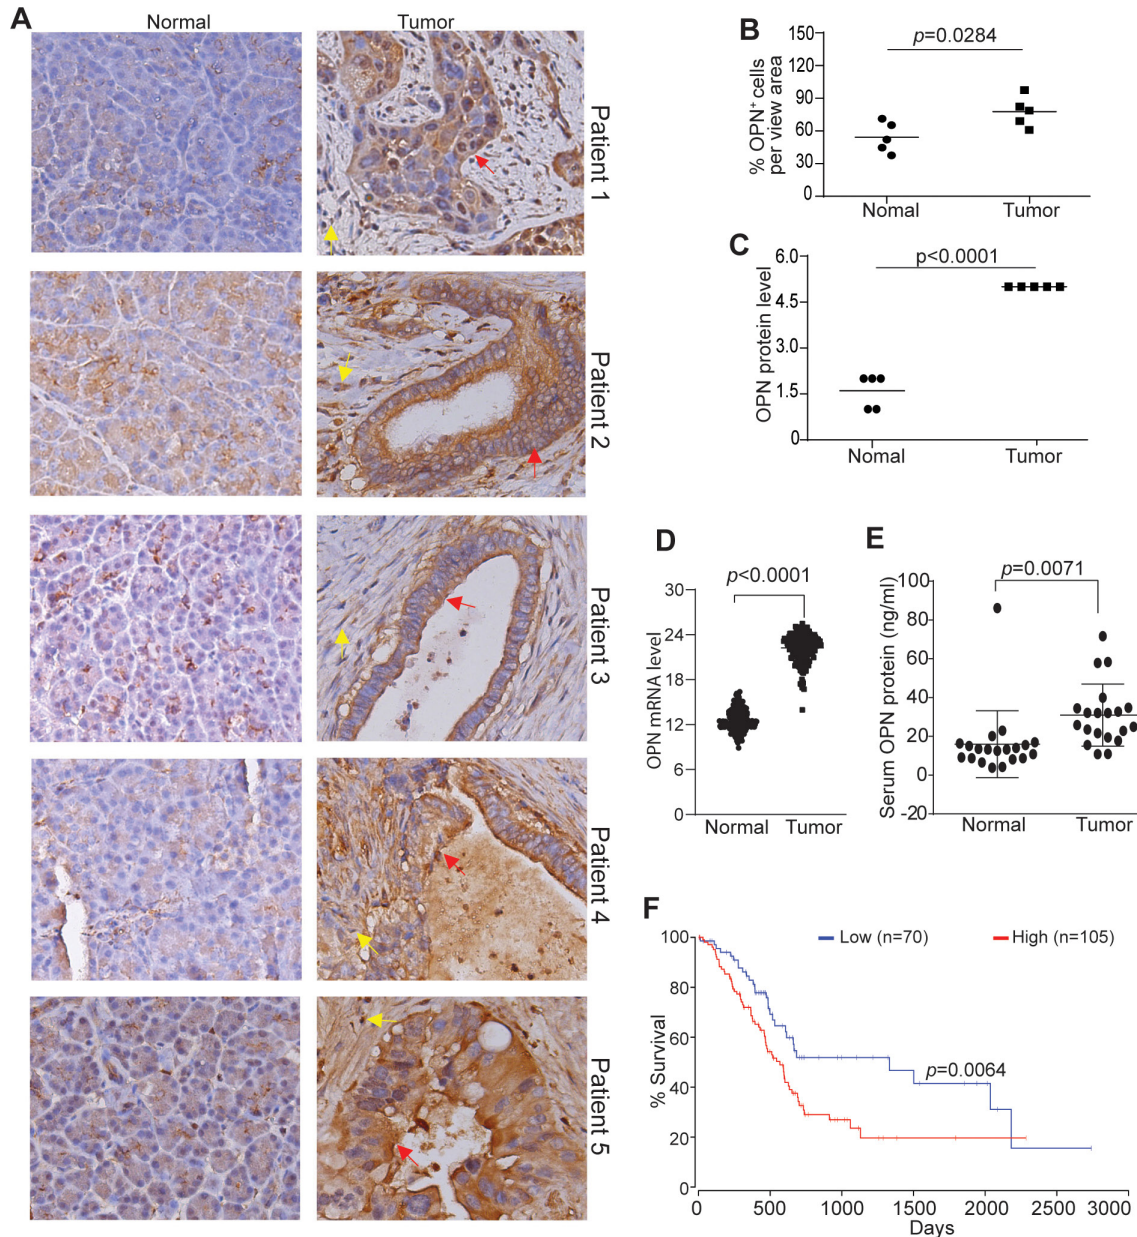 A
Normal
Tumor
Patient 1
Patient 2
Patient 3
Patient 4
Patient 5
B
% OPN⁺ cells
per view area
150
120
90
60
30
0
p=0.0284
Nomal
Tumor
C
OPN protein level
6.0
4.5
3.0
1.5
0
p<0.0001
Nomal
Tumor
D
OPN mRNA level
30
24
18
12
6
0
p<0.0001
Normal
Tumor
E
Serum OPN protein (ng/ml)
100
80
60
40
20
0
-20
p=0.0071
Normal
Tumor
F
% Survival
100
80
60
40
20
0
Low (n=70)
High (n=105)
p=0.0064
0 500 1000 1500 2000 2500 3000
Days